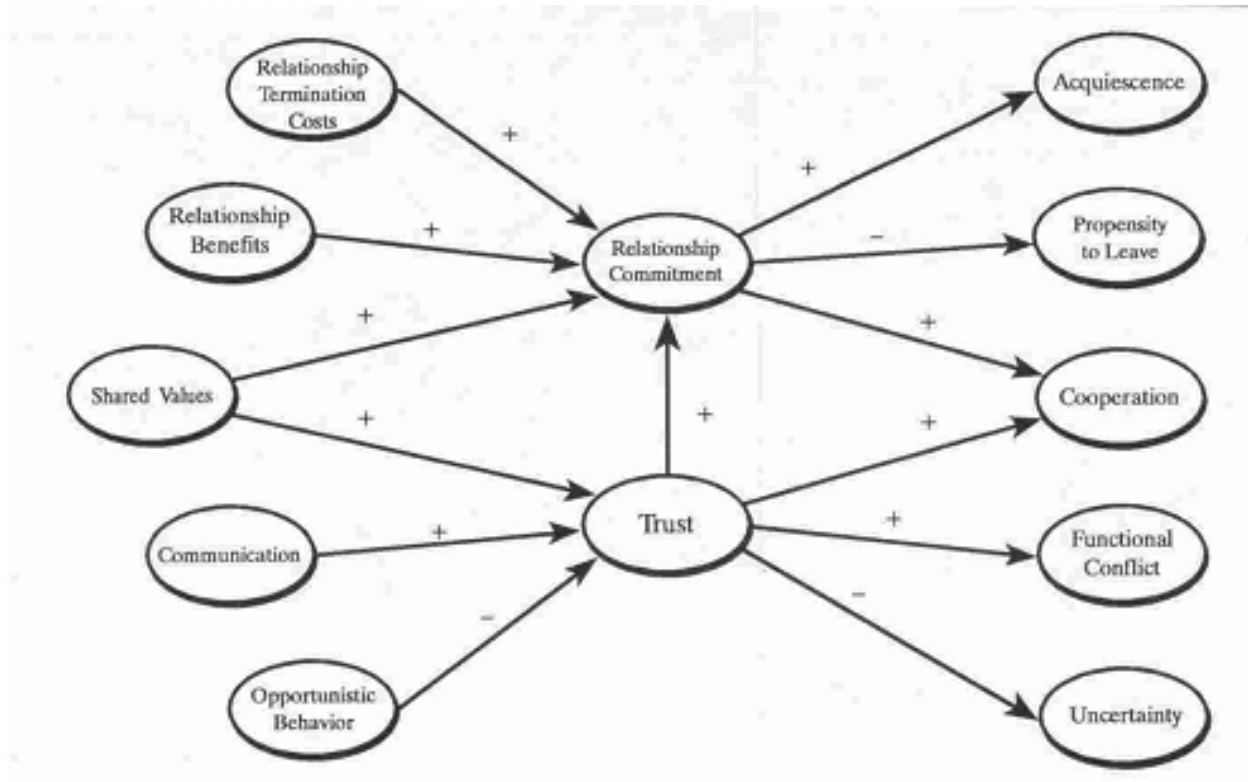 Relationship
Termination
Costs
Acquiescence
+
+
Relationship
Benefits
+
Relationship
Commitment
–
Propensity
to Leave
+
+
Shared Values
Cooperation
+
+
+
Communication
+
Trust
+
Functional
Conflict
–
–
Opportunistic
Behavior
Uncertainty